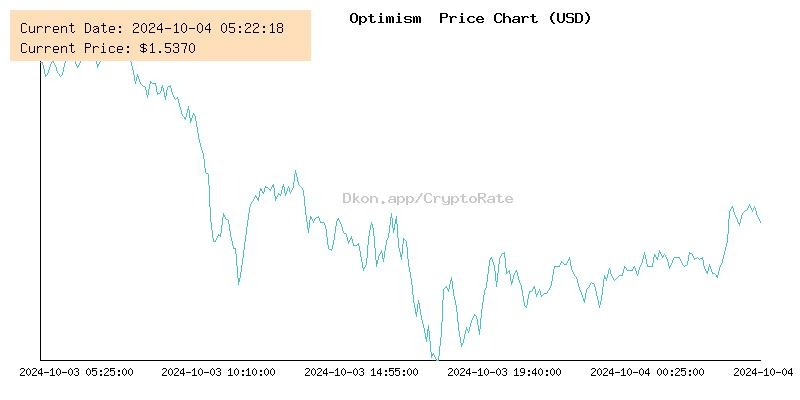 Optimism  Price Chart (USD)
Current Date: 2024-10-04 05:22:18
Current Price: $1.5370
Dkon.app/CryptoRate
2024-10-03 05:25:00 2024-10-03 10:10:00 2024-10-03 14:55:00 2024-10-03 19:40:00 2024-10-04 00:25:00 2024-10-04